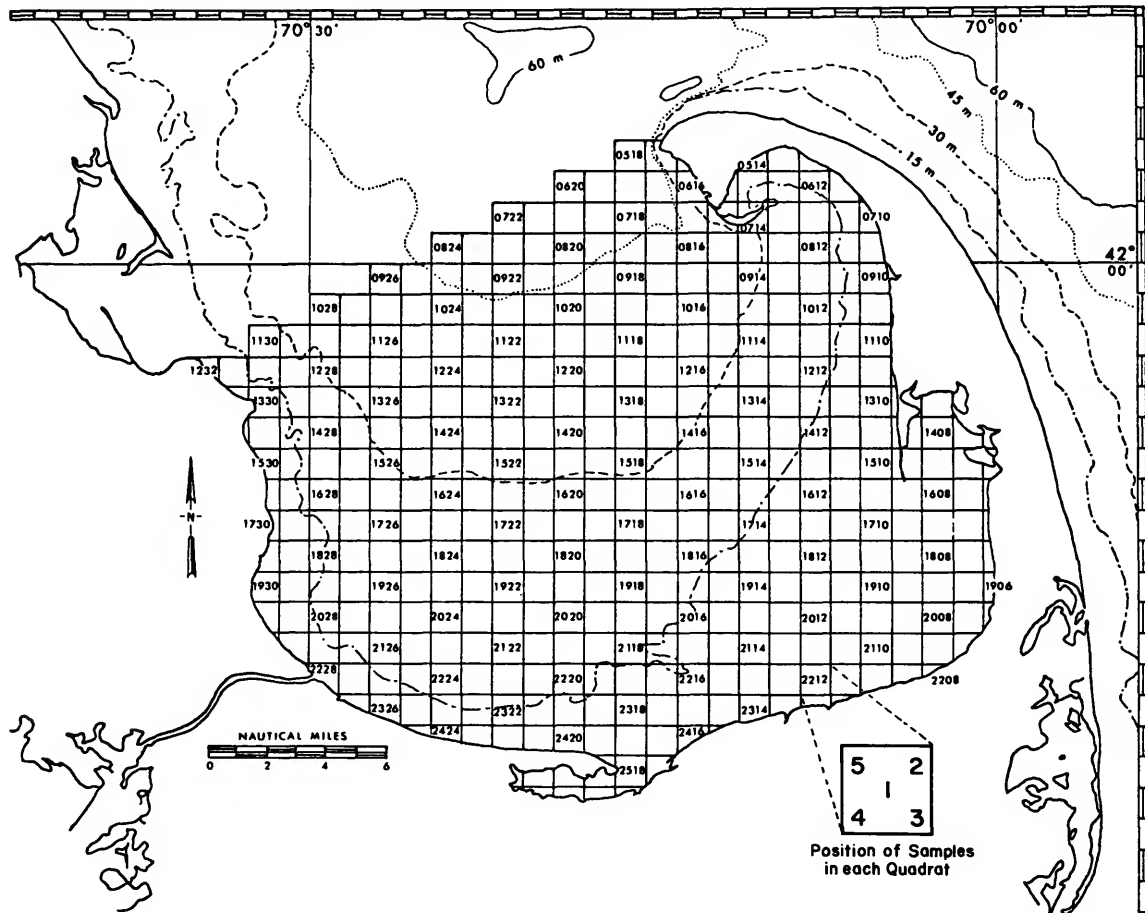 70° 30'
70° 00'
60 m
60 m
45 m
30 m
15 m
0518
0514
0620 0616 0612
0722 0718 0714 0710
0824 0820 0816 0812
42° 00'
0926 0922 0918 0914 0910
1028 1024 1020 1016 1012
1130 1126 1122 1118 1114 1110
1232 1228 1224 1220 1216 1212
1330 1326 1322 1318 1314 1310
1428 1424 1420 1416 1412 1408
1530 1526 1522 1518 1514 1510
1628 1624 1620 1616 1612 1608
N
1730 1726 1722 1718 1714 1710
1828 1824 1820 1816 1812 1808
1930 1926 1922 1918 1914 1910 1906
2028 2024 2020 2016 2012 2008
2126 2122 2118 2114 2110
2228 2224 2220 2216 2212 2208
2326 2322 2318 2314
2424 2420 2416
2518
NAUTICAL MILES
0 2 4 6
5 2
1
4 3
Position of Samples
in each Quadrat